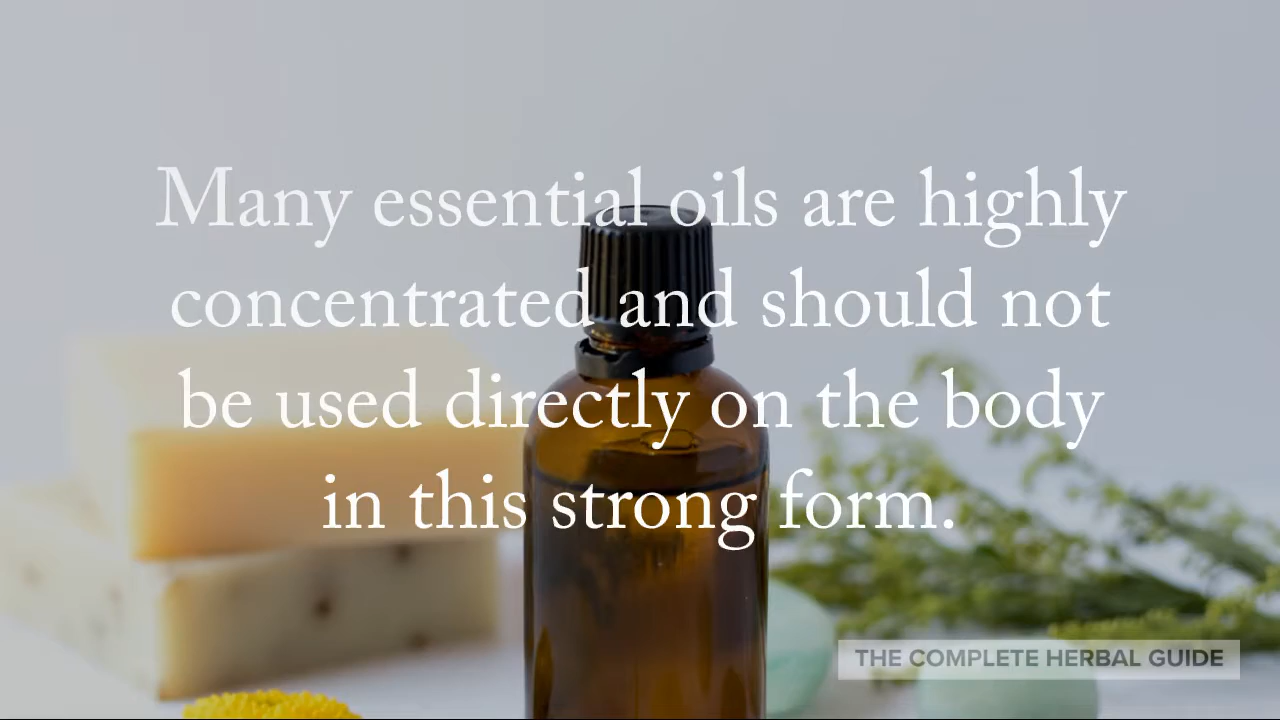 Many essential oils are highly
concentrated and should not
be used directly on the body
in this strong form.
THE COMPLETE HERBAL GUIDE